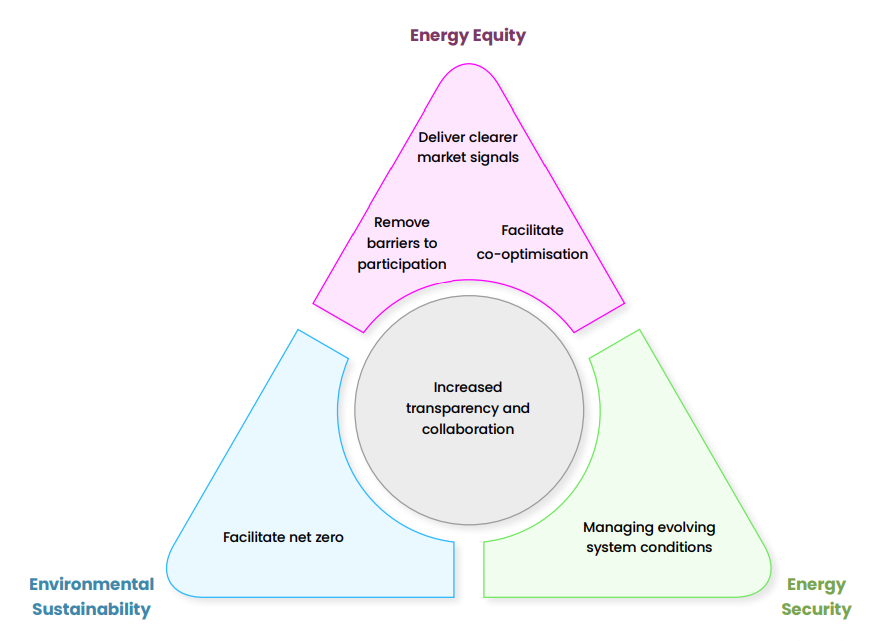 Energy Equity
Deliver clearer
market signals
Remove
barriers to
participation
Facilitate
co-optimisation
Increased
transparency and
collaboration
Facilitate net zero
Managing evolving
system conditions
Environmental
Sustainability
Energy
Security